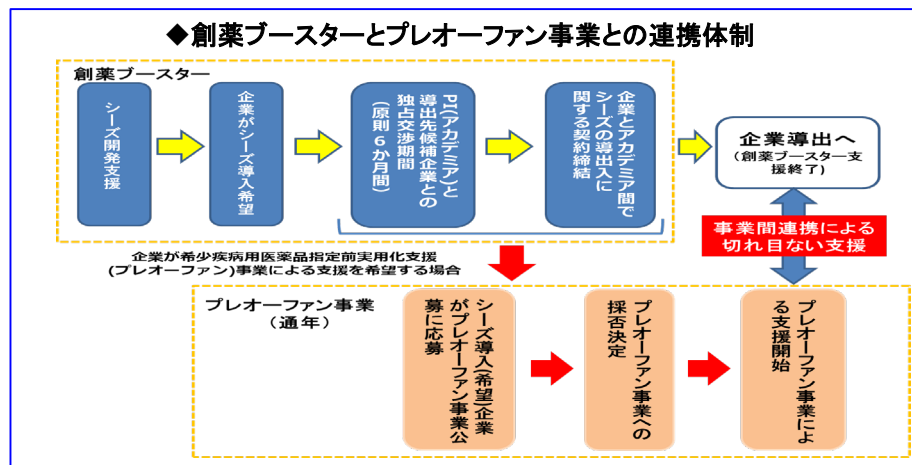 ◆創薬ブースターとプレオーファン事業との連携体制
創薬ブースター
シーズ開発支援
企業がシーズ導入希望
PI(アカデミア)と
導出先候補企業との
独占交渉期間
(原則6か月間)
企業とアカデミア間で
シーズの導出入に
関する契約締結
企業導出へ
(創薬ブースター支
援終了)
事業間連携による
切れ目ない支援
企業が希少疾病用医薬品指定前実用化支援
(プレオーファン)事業による支援を希望する場合
プレオーファン事業
(通年)
シーズ導入(希望)企業
がプレオーファン事業公
募に応募
プレオーファン事業への
採否決定
プレオーファン事業によ
る支援開始